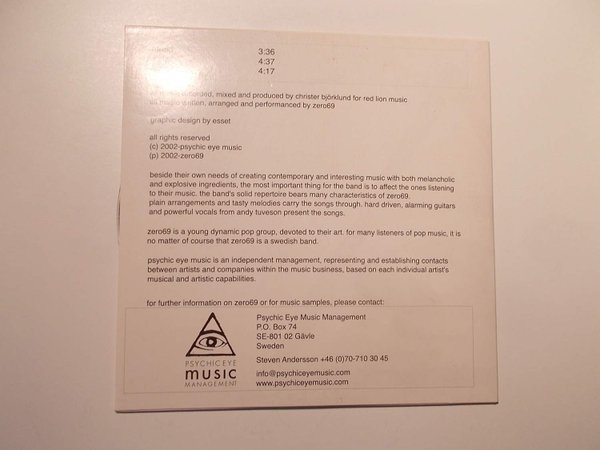 3:36
4:37
4:17
mixed and produced by christer björklund for red lion music
written, arranged and performanced by zero69
graphic design by esset
all rights reserved
(c) 2002-psychic eye music
(p) 2002-zero69
beside their own needs of creating contemporary and interesting music with both melancholic
and explosive ingredients, the most important thing for the band is to affect the ones listening
to their music. the band's solid repertoire bears many characteristics of zero69.
plain arrangements and tasty melodies carry the songs through. hard driven, alarming guitars
and powerful vocals from andy tuveson present the songs.
zero69 is a young dynamic pop group, devoted to their art. for many listeners of pop music, it is
no matter of course that zero69 is a swedish band.
psychic eye music is an independent management, representing and establishing contacts
between artists and companies within the music business, based on each individual artist's
musical and artistic capabilities.
for further information on zero69 or for music samples, please contact:
Psychic Eye Music Management
P.O. Box 74
SE-801 02 Gävle
Sweden
Steven Andersson +46 (0)70-710 30 45
info@psychiceyemusic.com
www.psychiceyemusic.com
PSYCHIC EYE
MUSIC
MANAGEMENT